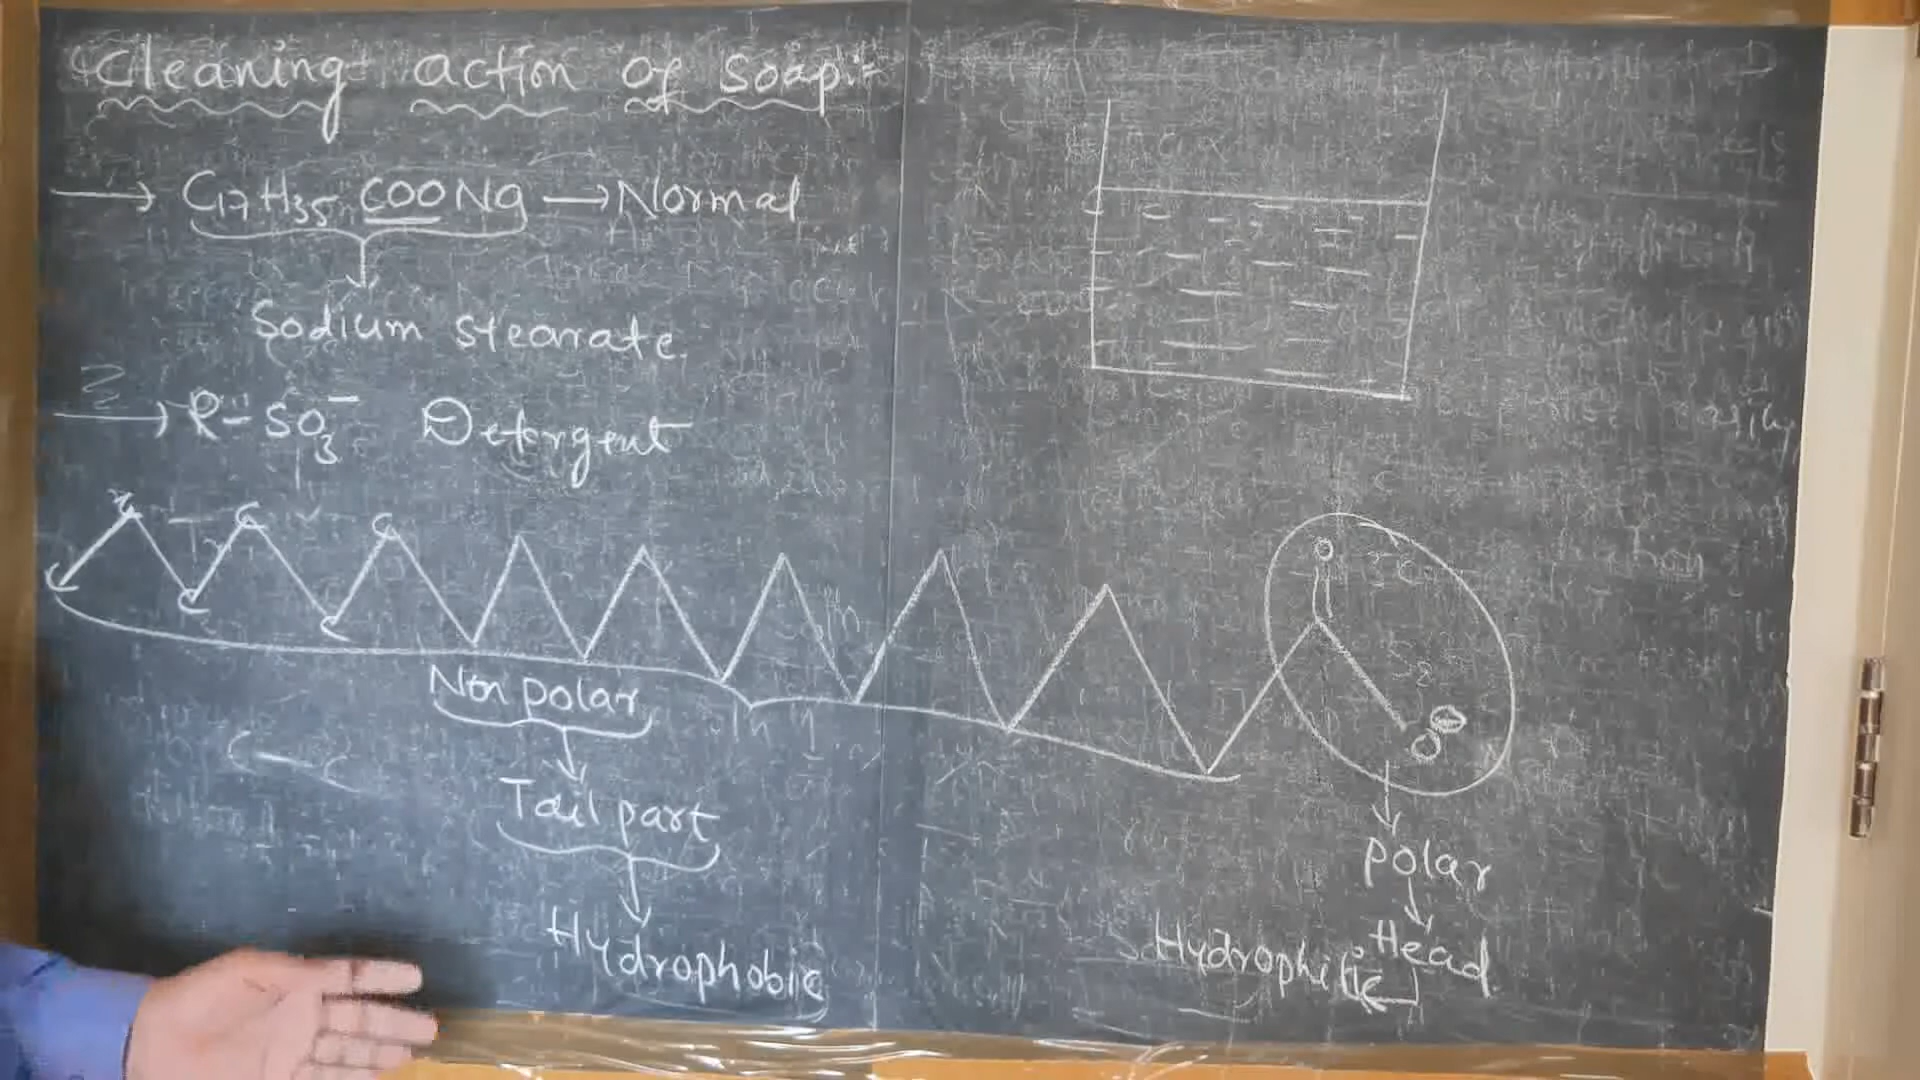 Cleaning action of soap:-
→ C17H35 COONa → Normal
Sodium stearate.
→ R-SO3⁻ Detergent
C C C
C C C
O
O⊖
Non polar
Tail part
Hydrophobic
polar
Head
Hydrophilic